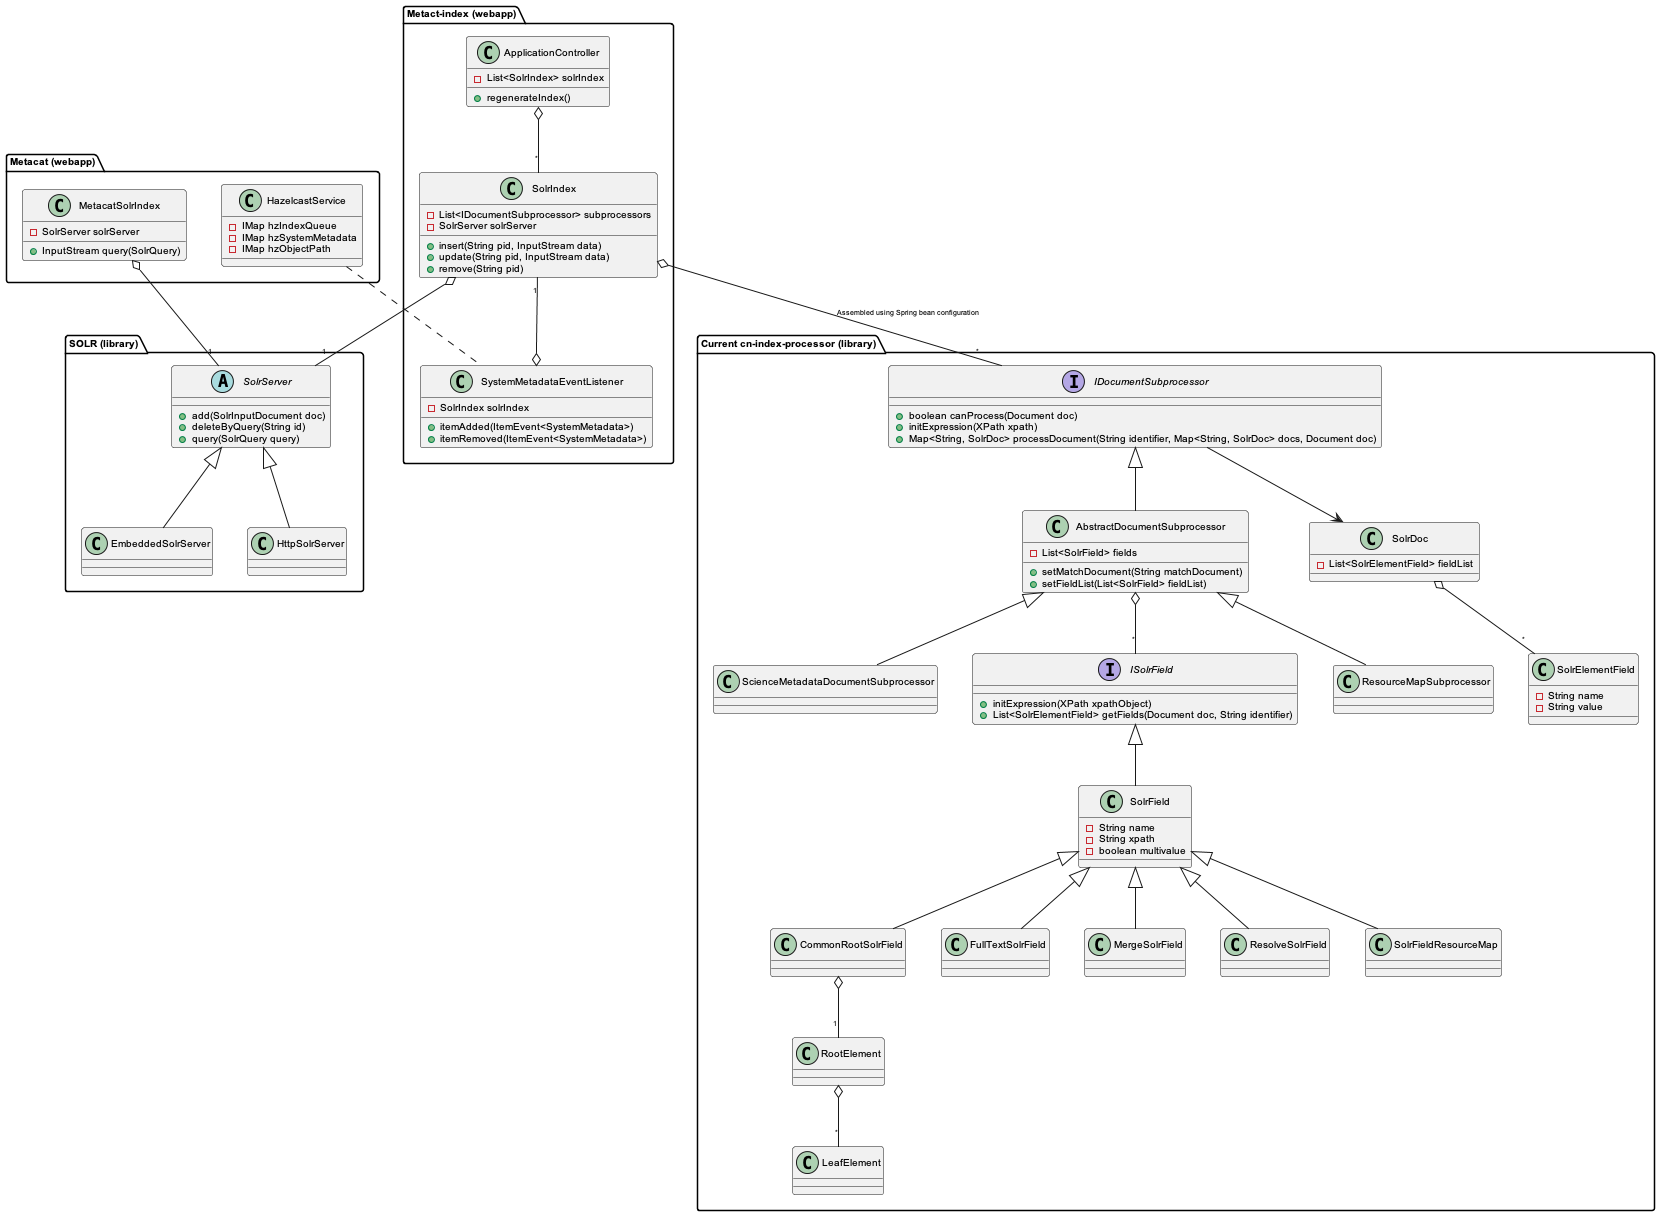 Metact-index (webapp)
C ApplicationController
List<SolrIndex> solrIndex
regenerateIndex()
*
C SolrIndex
List<IDocumentSubprocessor> subprocessors
SolrServer solrServer
insert(String pid, InputStream data)
update(String pid, InputStream data)
remove(String pid)
1
C SystemMetadataEventListener
SolrIndex solrIndex
itemAdded(ItemEvent<SystemMetadata>)
itemRemoved(ItemEvent<SystemMetadata>)
Metacat (webapp)
C MetacatSolrIndex
SolrServer solrServer
InputStream query(SolrQuery)
C HazelcastService
IMap hzIndexQueue
IMap hzSystemMetadata
IMap hzObjectPath
SOLR (library)
1
1
A SolrServer
add(SolrInputDocument doc)
deleteByQuery(String id)
query(SolrQuery query)
C EmbeddedSolrServer
C HttpSolrServer
Assembled using Spring bean configuration
*
Current cn-index-processor (library)
I IDocumentSubprocessor
boolean canProcess(Document doc)
initExpression(XPath xpath)
Map<String, SolrDoc> processDocument(String identifier, Map<String, SolrDoc> docs, Document doc)
C AbstractDocumentSubprocessor
List<SolrField> fields
setMatchDocument(String matchDocument)
setFieldList(List<SolrField> fieldList)
C SolrDoc
List<SolrElementField> fieldList
*
*
C ScienceMetadataDocumentSubprocessor
I ISolrField
initExpression(XPath xpathObject)
List<SolrElementField> getFields(Document doc, String identifier)
C ResourceMapSubprocessor
C SolrElementField
String name
String value
C SolrField
String name
String xpath
boolean multivalue
C CommonRootSolrField
C FullTextSolrField
C MergeSolrField
C ResolveSolrField
C SolrFieldResourceMap
1
C RootElement
*
C LeafElement